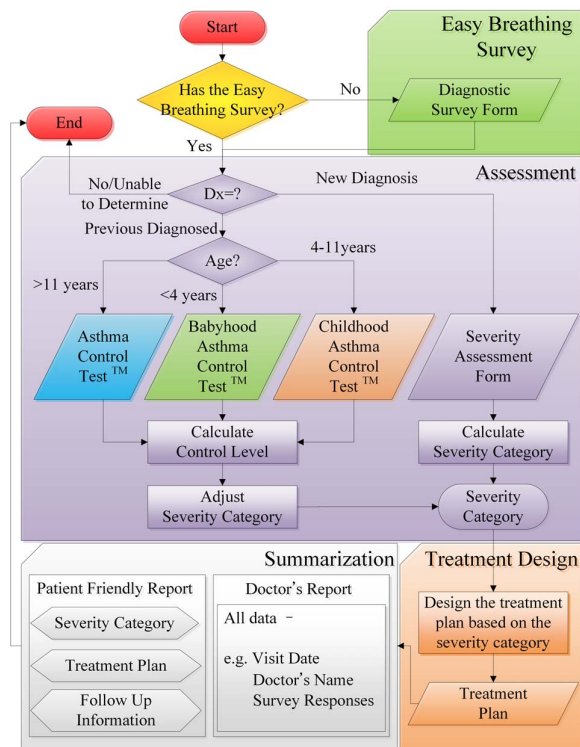 Start
Easy Breathing
Survey
Has the Easy
Breathing Survey?
No
Diagnostic
Survey Form
End
Yes
Assessment
No/Unable
to Determine
Dx=?
New Diagnosis
Previous Diagnosed
Age?
4-11years
>11 years
<4 years
Asthma
Control
Test TM
Babyhood
Asthma
Control
Test TM
Childhood
Asthma
Control
Test TM
Severity
Assessment
Form
Calculate
Control Level
Calculate
Severity Category
Adjust
Severity Category
Severity
Category
Summarization
Treatment Design
Patient Friendly Report
Severity Category
Treatment Plan
Follow Up
Information
Doctor's Report
All data -
e.g. Visit Date
Doctor's Name
Survey Responses
Design the treatment
plan based on the
severity category
Treatment
Plan